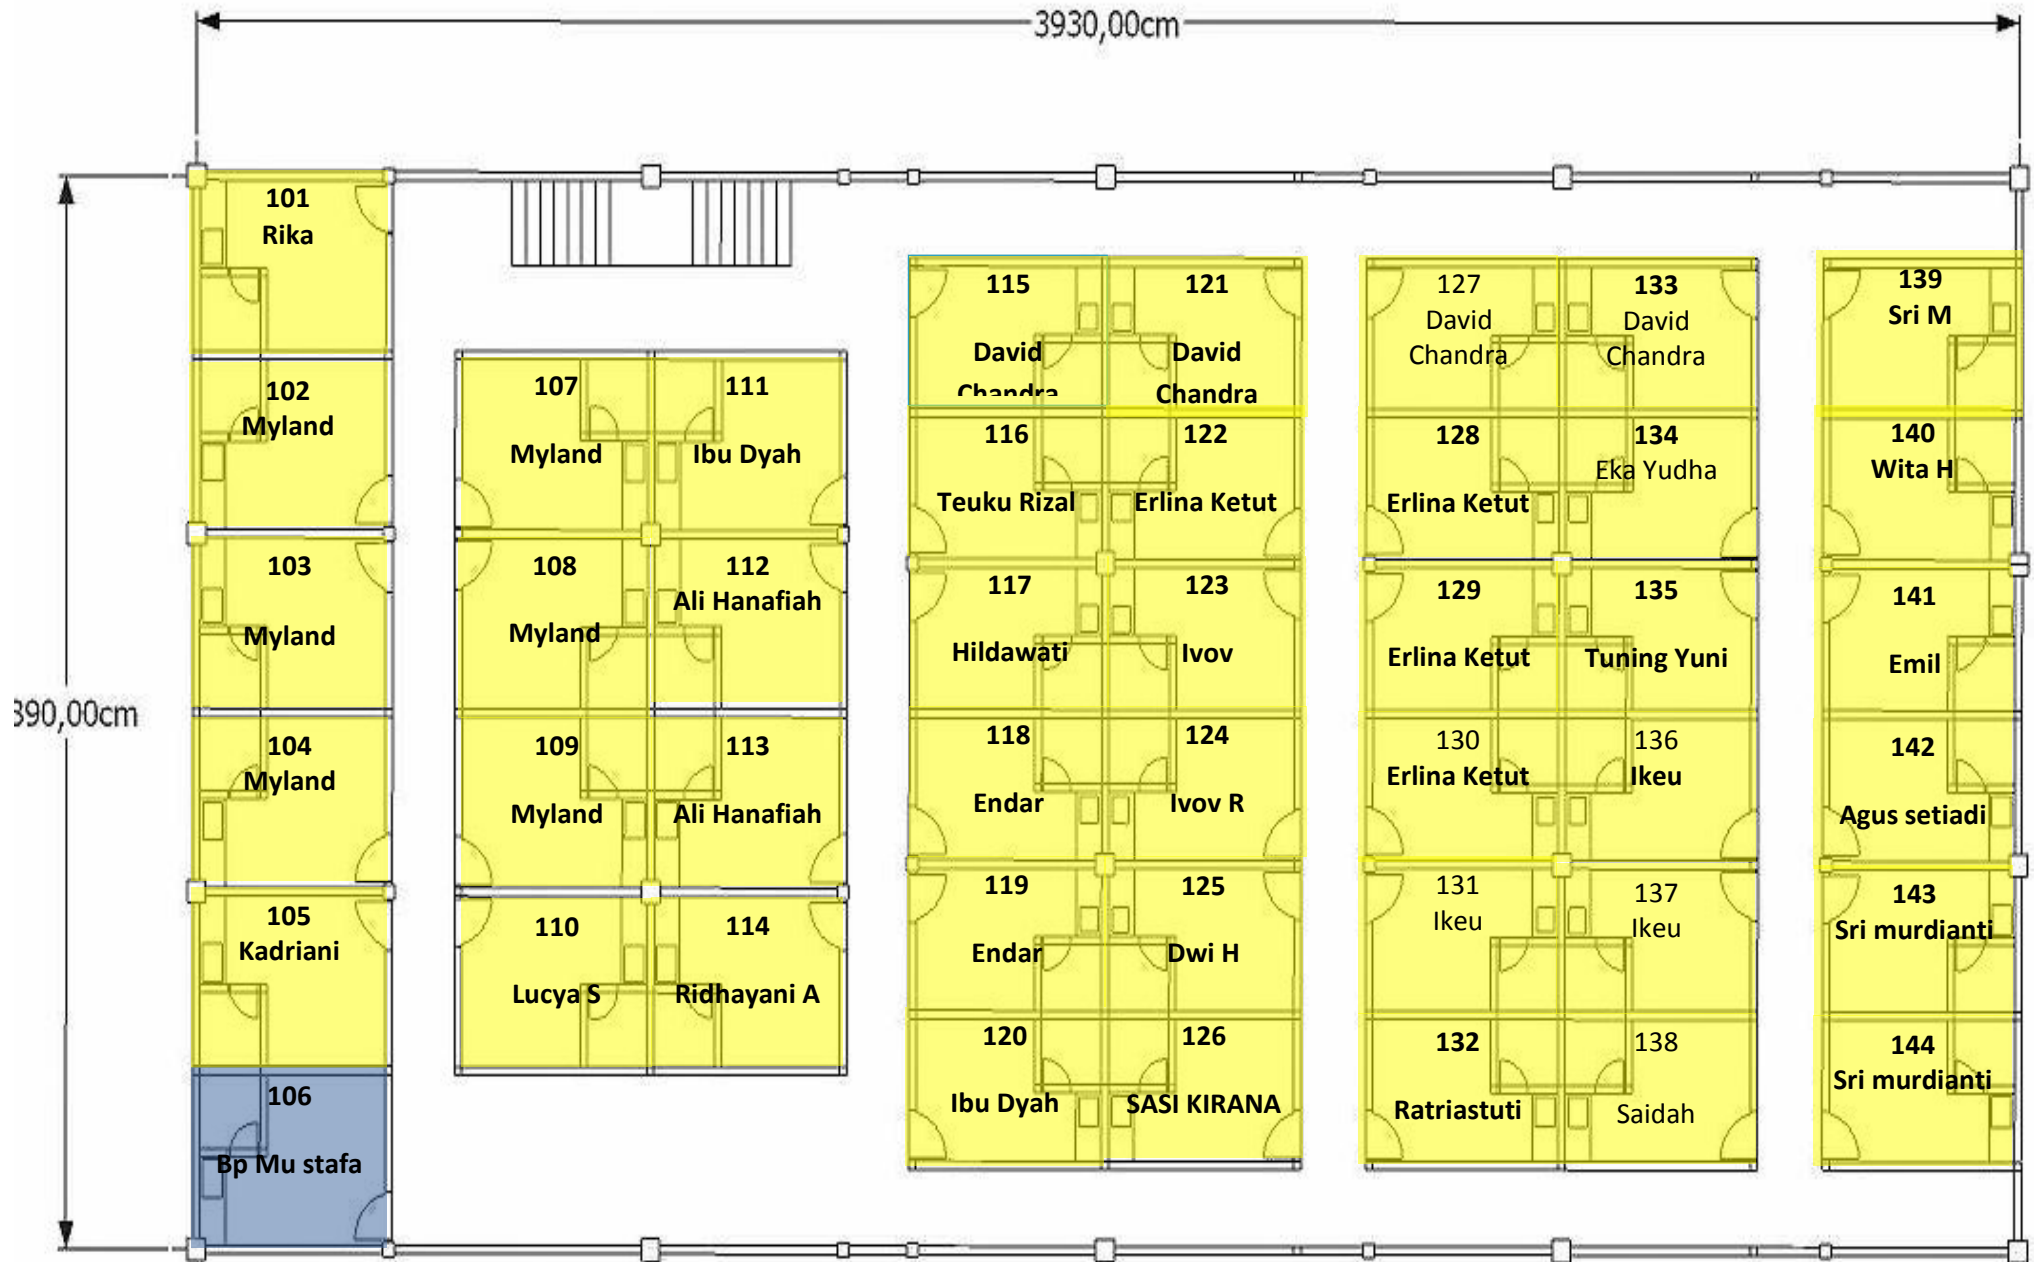 3930,00cm
390,00cm
101
Rika
102
Myland
103
Myland
104
Myland
105
Kadriani
106
Bp Mu stafa
107
Myland
108
Myland
109
Myland
110
Lucya S
111
Ibu Dyah
112
Ali Hanafiah
113
Ali Hanafiah
114
Ridhayani A
115
David
Chandra
116
Teuku Rizal
117
Hildawati
118
Endar
119
Endar
120
Ibu Dyah
121
David
Chandra
122
Erlina Ketut
123
Ivov
124
Ivov R
125
Dwi H
126
SASI KIRANA
127
David
Chandra
128
Erlina Ketut
129
Erlina Ketut
130
Erlina Ketut
131
Ikeu
132
Ratriastuti
133
David
Chandra
134
Eka Yudha
135
Tuning Yuni
136
Ikeu
137
Ikeu
138
Saidah
139
Sri M
140
Wita H
141
Emil
142
Agus setiadi
143
Sri murdianti
144
Sri murdianti